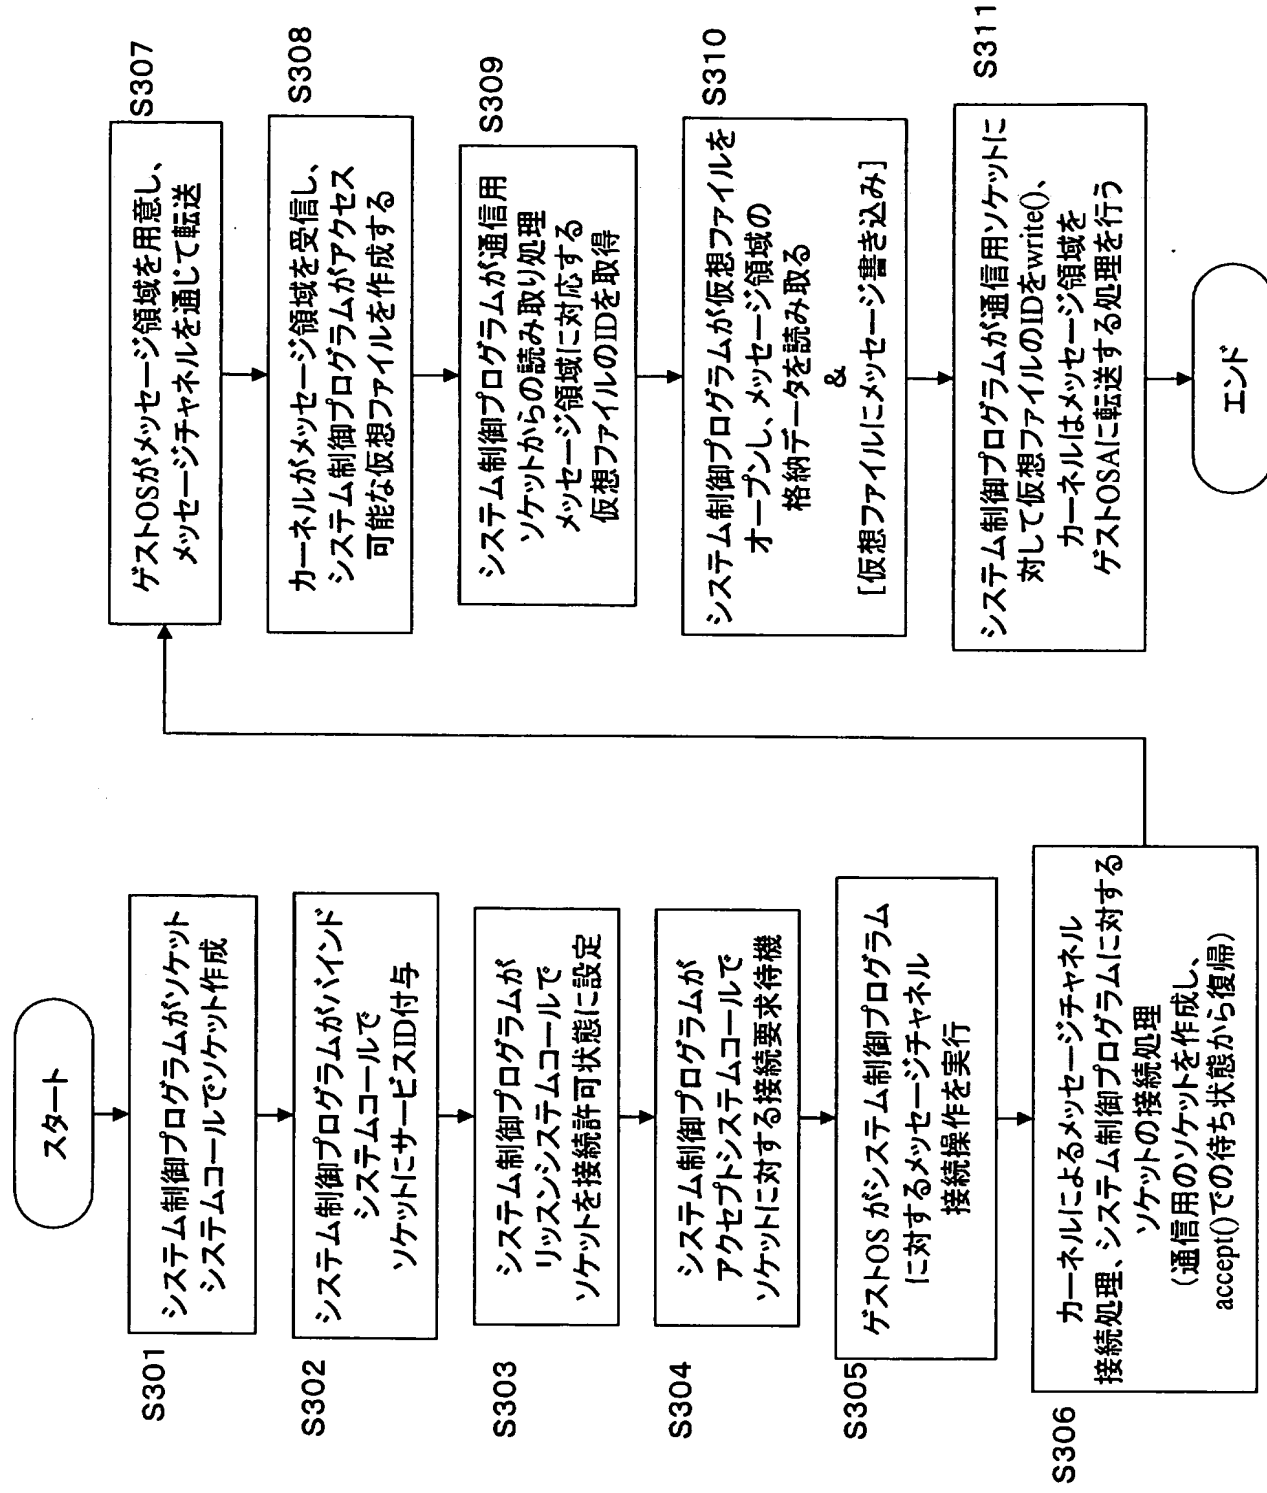 スタート
S301
システム制御プログラムがソケット
システムコールでソケット作成
S302
システム制御プログラムがバインド
システムコールで
ソケットにサービスID付与
S303
システム制御プログラムが
リッスンシステムコールで
ソケットを接続許可状態に設定
S304
システム制御プログラムが
アクセプトシステムコールで
ソケットに対する接続要求待機
S305
ゲストOS がシステム制御プログラム
に対するメッセージチャネル
接続操作を実行
S306
カーネルによるメッセージチャネル
接続処理、システム制御プログラムに対する
ソケットの接続処理
(通信用のソケットを作成し、
accept()での待ち状態から復帰)
S307
ゲストOSがメッセージ領域を用意し、
メッセージチャネルを通じて転送
S308
カーネルがメッセージ領域を受信し、
システム制御プログラムがアクセス
可能な仮想ファイルを作成する
S309
システム制御プログラムが通信用
ソケットからの読み取り処理
メッセージ領域に対応する
仮想ファイルのIDを取得
S310
システム制御プログラムが仮想ファイルを
オープンし、メッセージ領域の
格納データを読み取る
&
[仮想ファイルにメッセージ書き込み]
S311
システム制御プログラムが通信用ソケットに
対して仮想ファイルのIDをwrite()、
カーネルはメッセージ領域を
ゲストOSAに転送する処理を行う
エンド